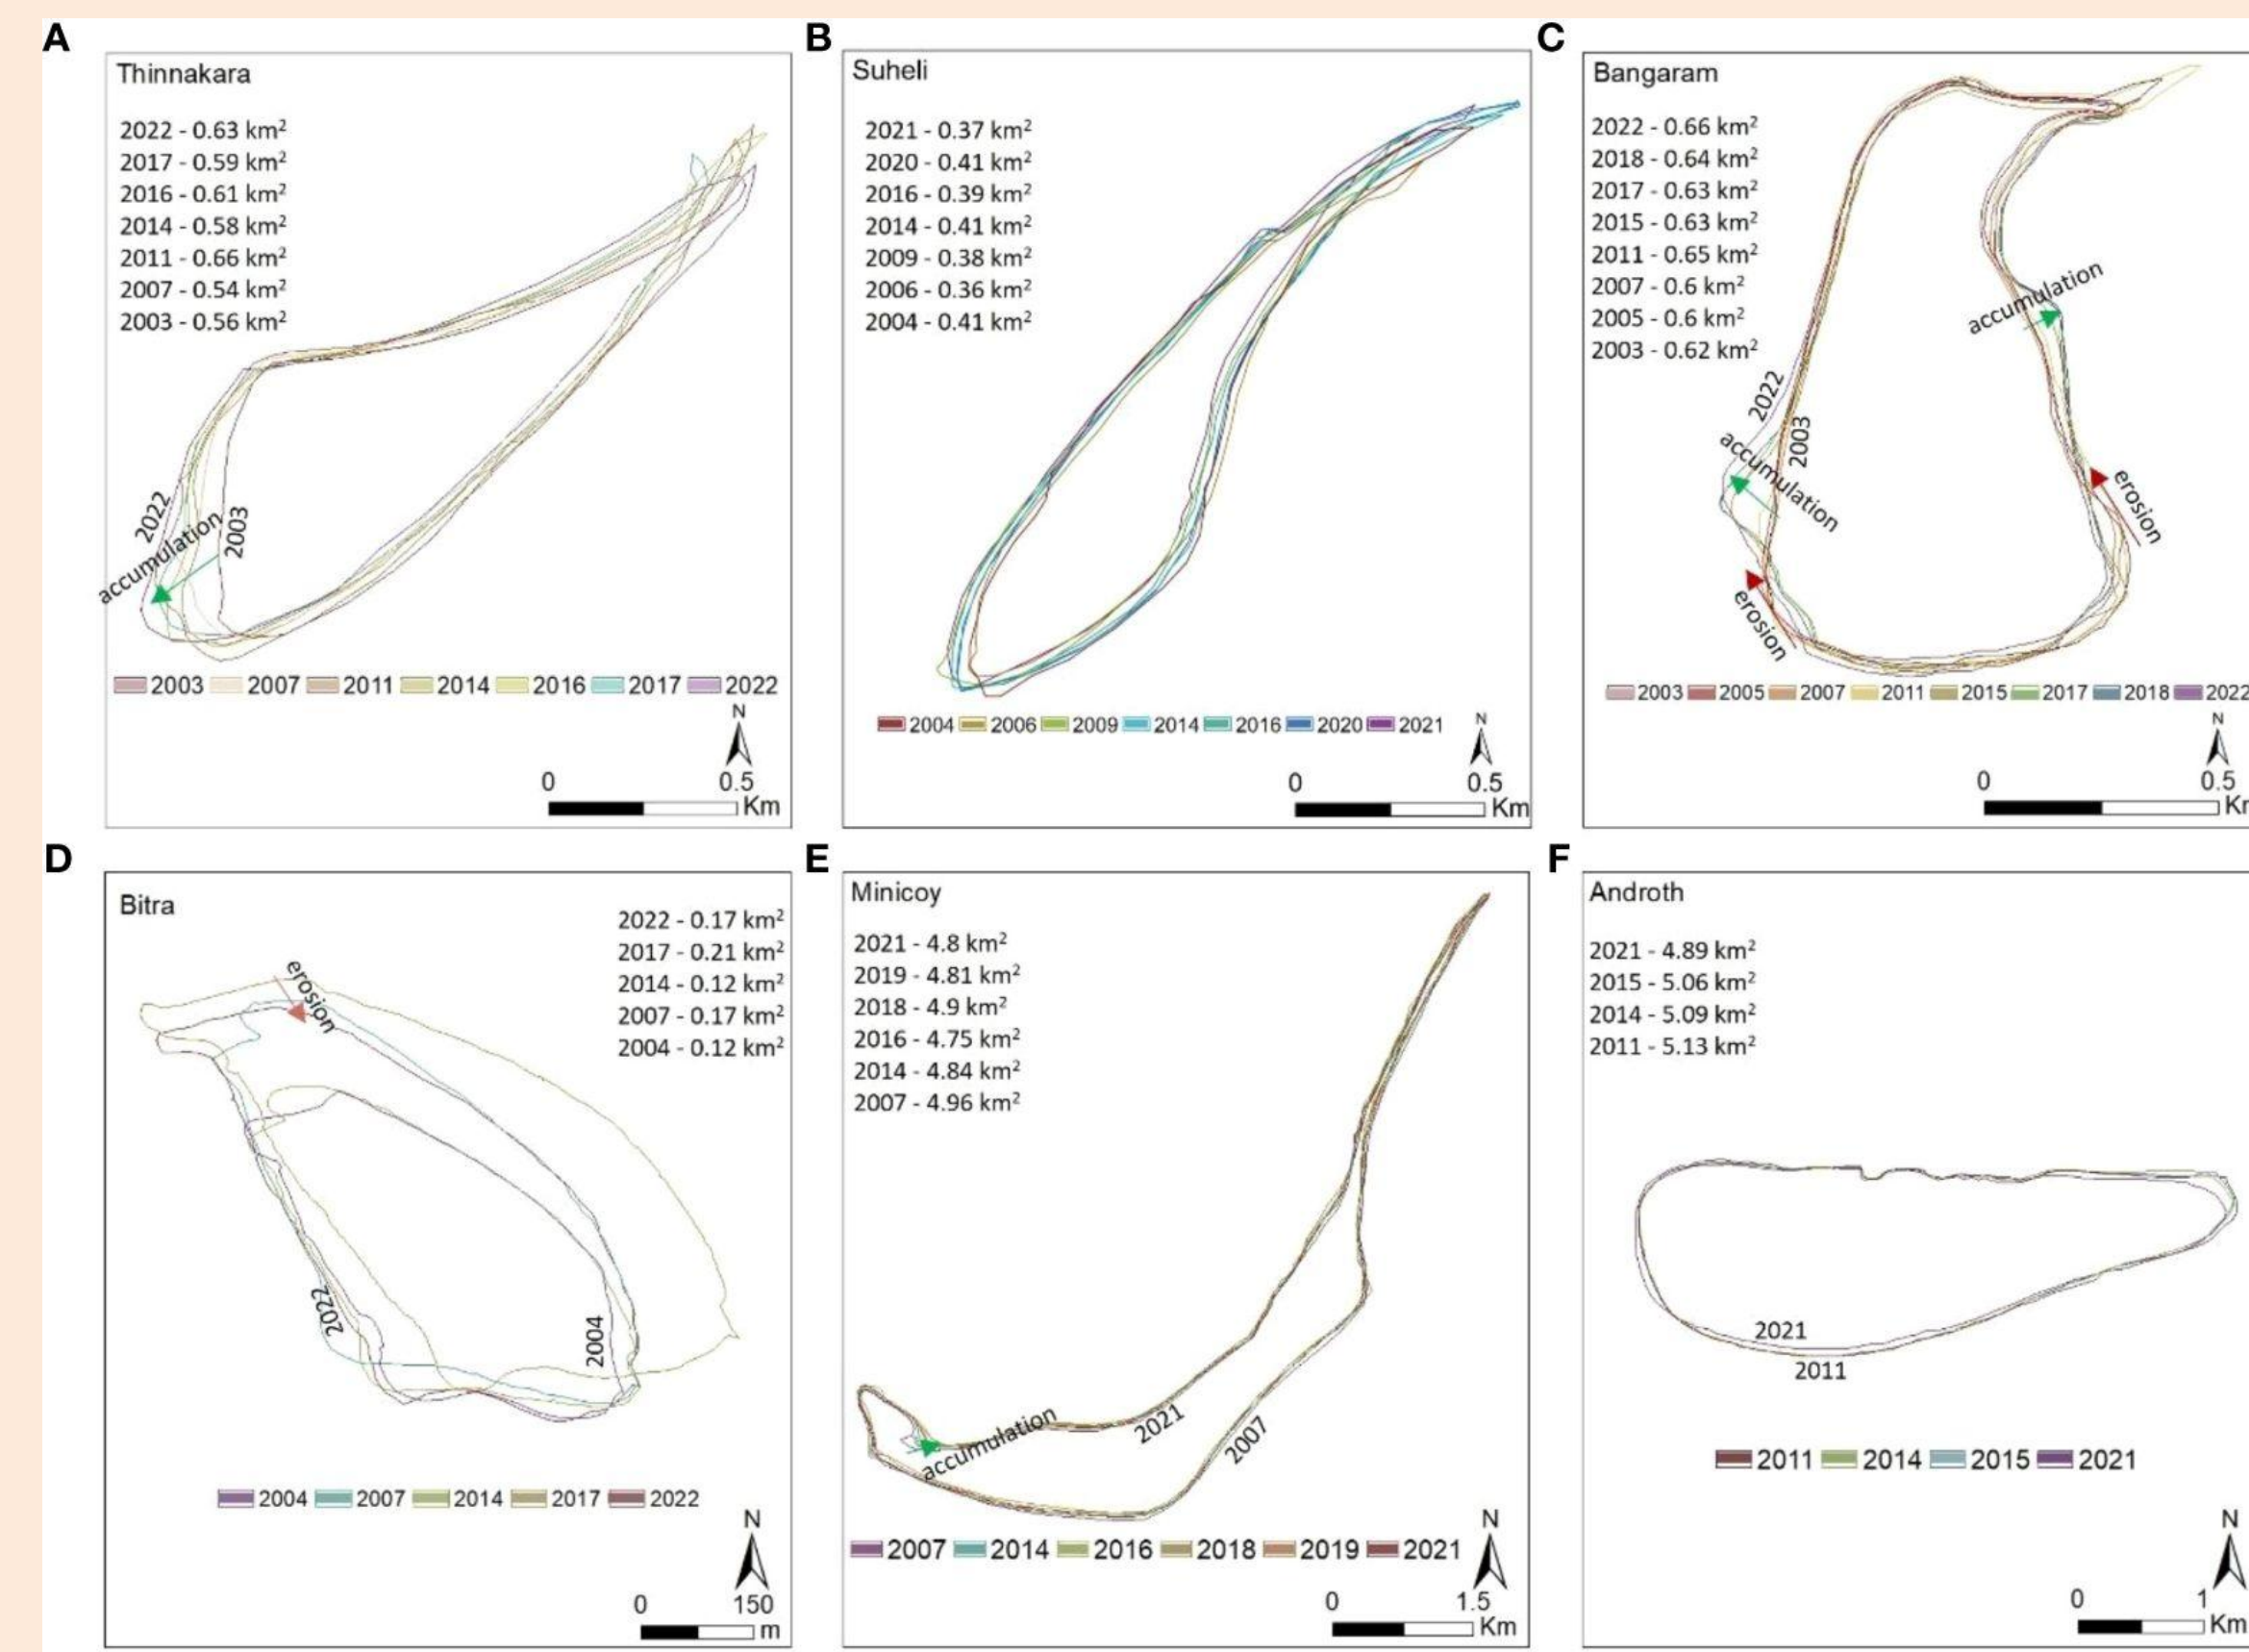 A
Thinnakara
2022 - 0.63 km²
2017 - 0.59 km²
2016 - 0.61 km²
2014 - 0.58 km²
2011 - 0.66 km²
2007 - 0.54 km²
2003 - 0.56 km²
2022
accumulation
2003
2003 2007 2011 2014 2016 2017 2022
N
0 0.5
Km
B
Suheli
2021 - 0.37 km²
2020 - 0.41 km²
2016 - 0.39 km²
2014 - 0.41 km²
2009 - 0.38 km²
2006 - 0.36 km²
2004 - 0.41 km²
2004 2006 2009 2014 2016 2020 2021
N
0 0.5
Km
C
Bangaram
2022 - 0.66 km²
2018 - 0.64 km²
2017 - 0.63 km²
2015 - 0.63 km²
2011 - 0.65 km²
2007 - 0.6 km²
2005 - 0.6 km²
2003 - 0.62 km²
accumulation
2022
2003
accumulation
erosion
erosion
2003 2005 2007 2011 2015 2017 2018 2022
N
0 0.5
D
Bitra
2022 - 0.17 km²
2017 - 0.21 km²
2014 - 0.12 km²
2007 - 0.17 km²
2004 - 0.12 km²
erosion
2022
2004
2004 2007 2014 2017 2022
N
0 150
m
E
Minicoy
2021 - 4.8 km²
2019 - 4.81 km²
2018 - 4.9 km²
2016 - 4.75 km²
2014 - 4.84 km²
2007 - 4.96 km²
accumulation
2021
2007
2007 2014 2016 2018 2019 2021
N
0 1.5
Km
F
Androth
2021 - 4.89 km²
2015 - 5.06 km²
2014 - 5.09 km²
2011 - 5.13 km²
2021
2011
2011 2014 2015 2021
N
0 1
Km